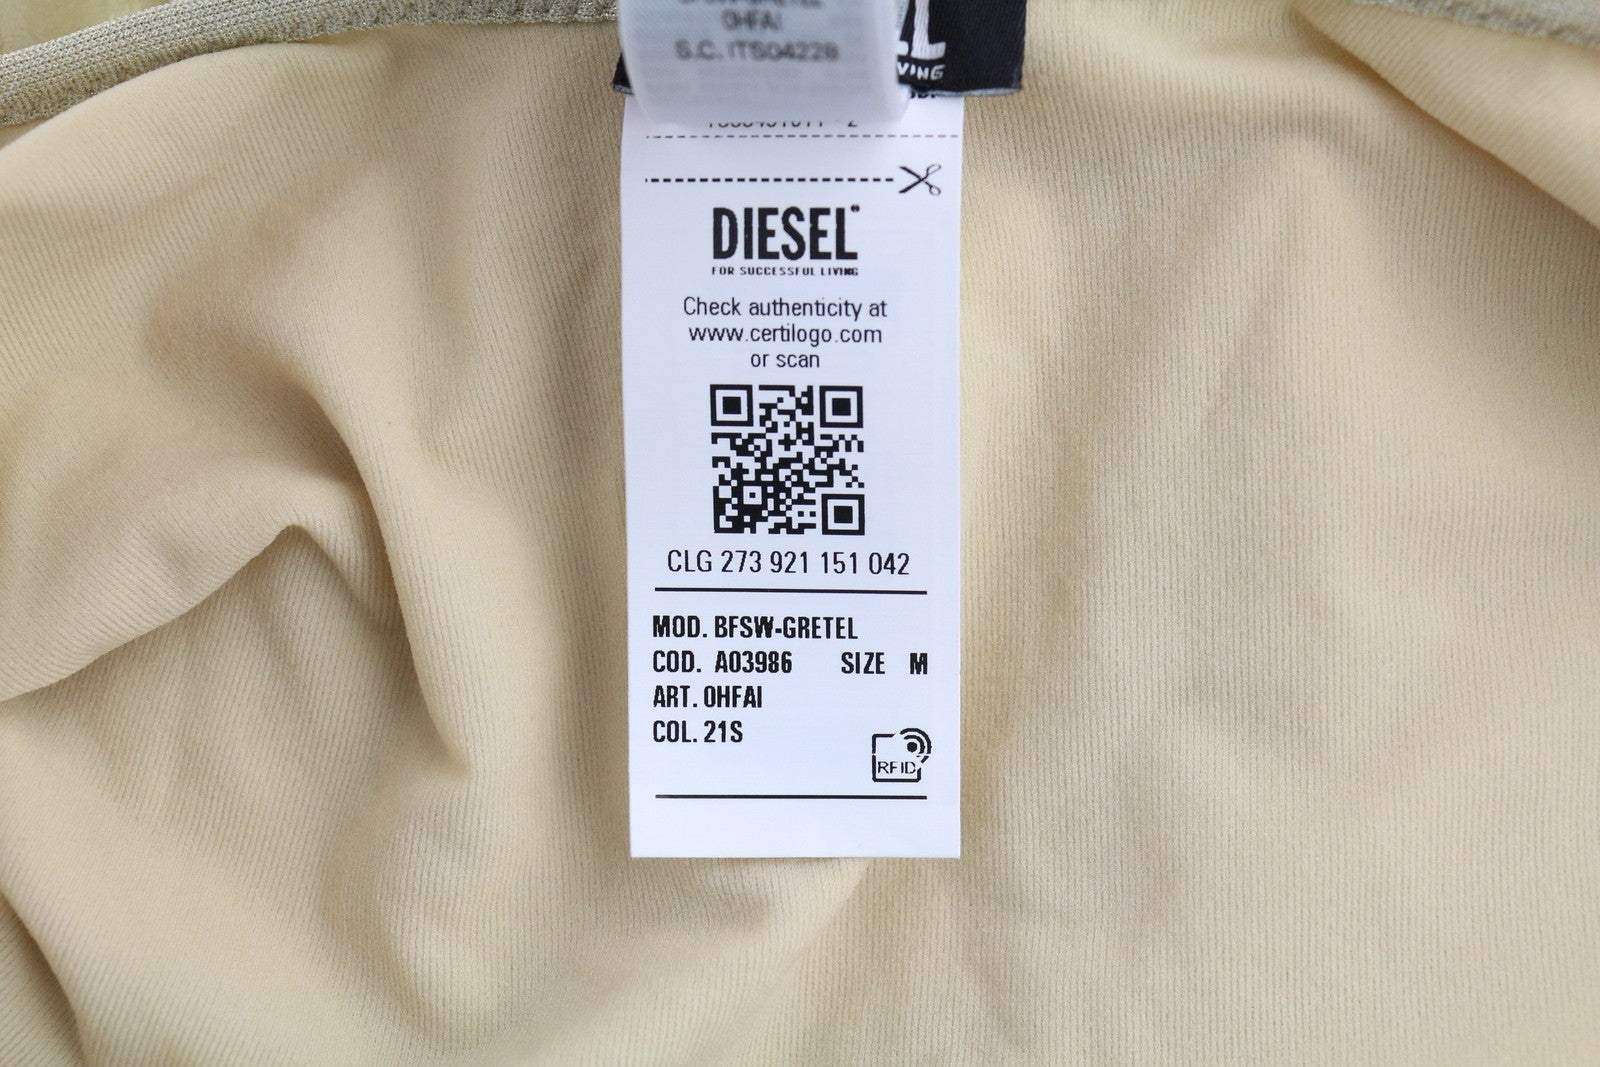 OHFAI
S.C. ITS04228
DIESEL
FOR SUCCESSFUL LIVING
Check authenticity at
www.certilogo.com
or scan
CLG 273 921 151 042
MOD. BFSW-GRETEL
COD. A03986 SIZE M
ART. OHFAI
COL. 21S
RFID